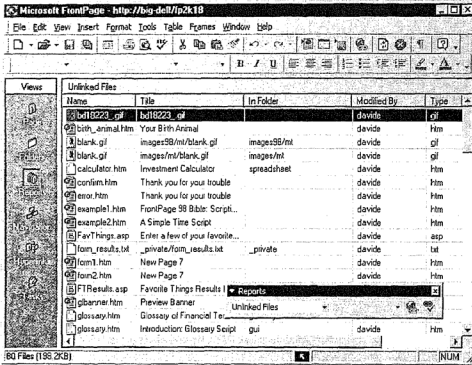 Microsoft FrontPage - http://big-dell/fp2k18
File Edit View Insert Format Tools Table Frames Window Help
Views Unlinked Files
Name Title In Folder Modified By Type
bd18223_.gif bd18223_.gif davide gif
birth_animal.htm Your Birth Animal davide htm
blank.gif images98/mt/blank.gif images98/mt davide gif
blank.gif images/mt/blank.gif images/mt davide gif
calculator.htm Investment Calculator spreadsheet davide htm
confirm.htm Thank you for your trouble davide htm
error.htm Thank you for your trouble davide htm
example1.htm FrontPage 98 Bible: Scripti... davide htm
example2.htm A Simple Time Script davide htm
FavThings.asp Enter a few of your favorite... davide asp
form_results.txt _private/form_results.txt _private davide txt
form1.htm New Page 7 davide htm
form2.htm New Page 7 davide htm
FTResults.asp Favorite Things Results
Reports
glbanner.htm Preview Banner
Unlinked Files
glossary.htm Glossary of Financial Ter
glossary.htm Introduction: Glossary Script gui davide htm
80 Files (198.2KB) NUM